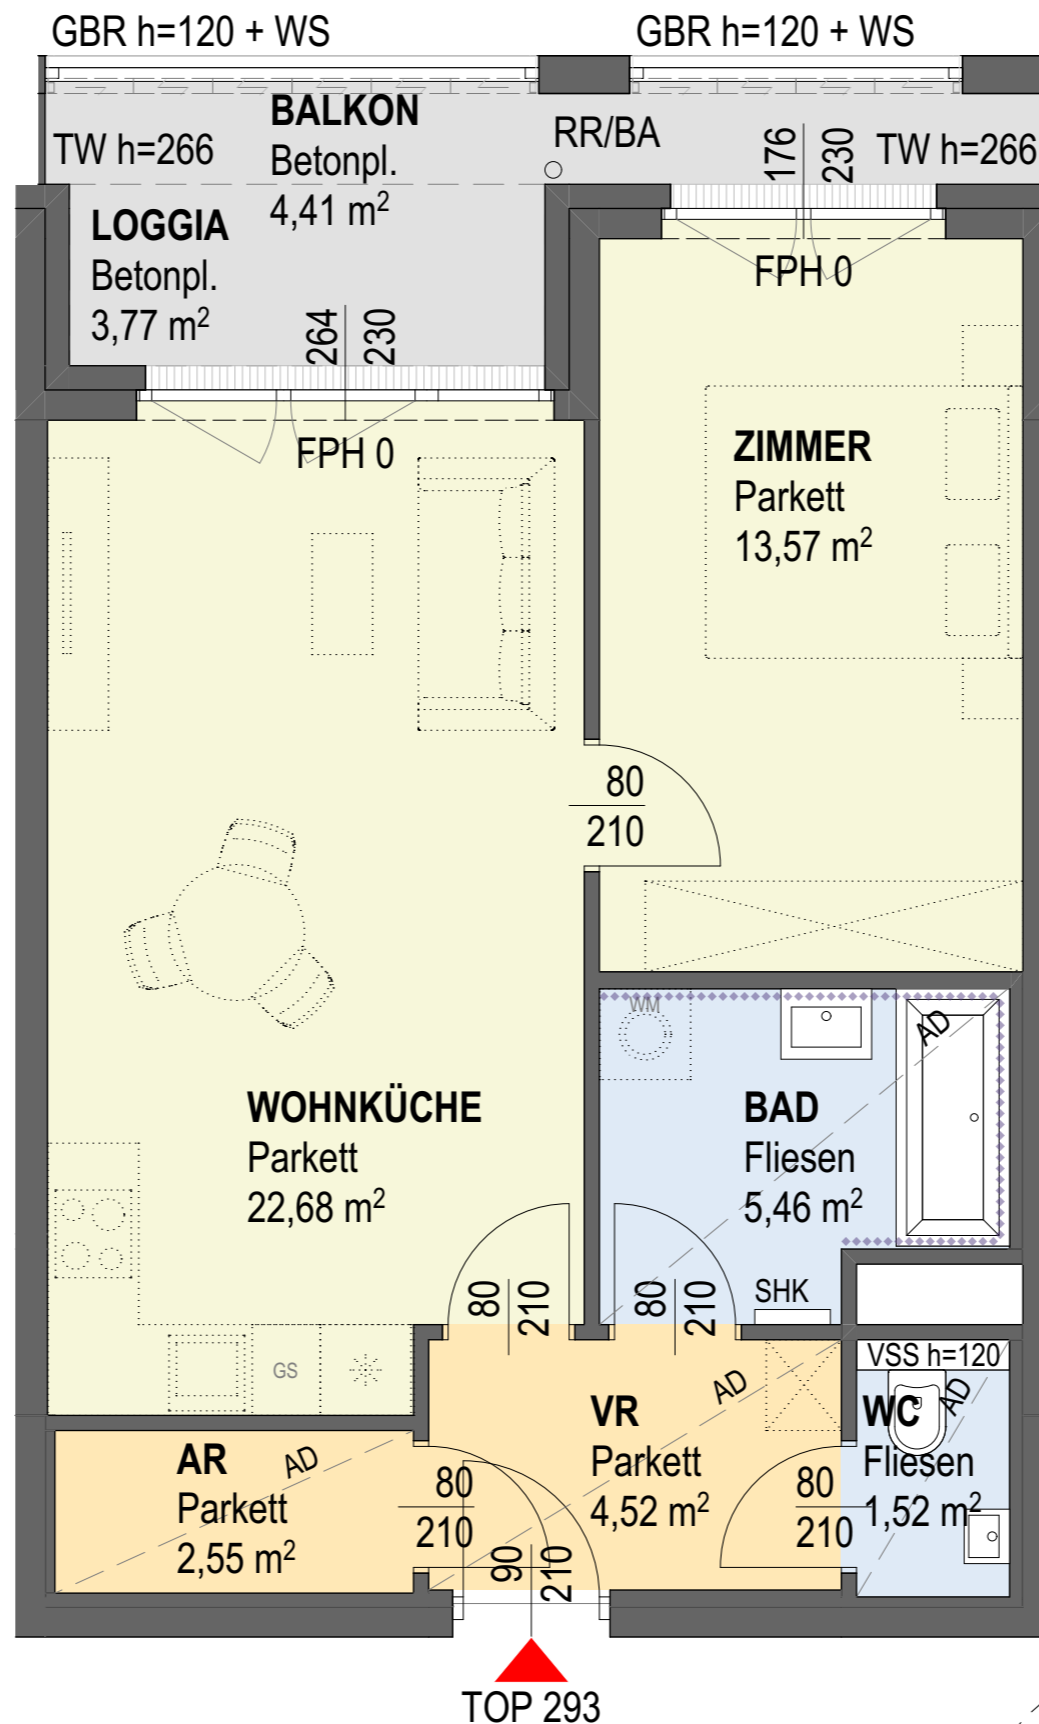 GBR h=120 + WS
GBR h=120 + WS
BALKON
Betonpl.
4,41 m²
TW h=266
RR/BA
176
230
TW h=266
LOGGIA
Betonpl.
3,77 m²
264
230
FPH 0
FPH 0
ZIMMER
Parkett
13,57 m²
80
210
WM
AD
WOHNKÜCHE
Parkett
22,68 m²
BAD
Fliesen
5,46 m²
80
210
80
210
SHK
GS
VSS h=120
AD
AD
VR
Parkett
4,52 m²
WC
Fliesen
1,52 m²
AR
Parkett
2,55 m²
AD
80
210
80
210
90
210
TOP 293